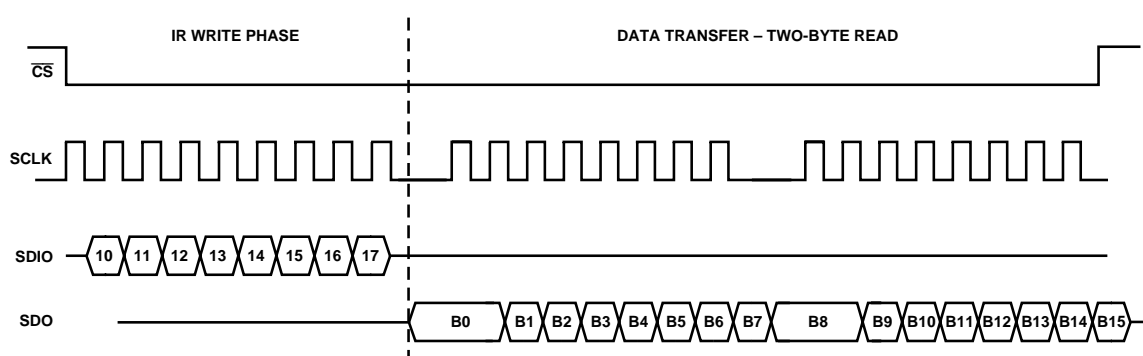 IR WRITE PHASE DATA TRANSFER – TWO-BYTE READ
CS
SCLK
SDIO 10 11 12 13 14 15 16 17
SDO B0 B1 B2 B3 B4 B5 B6 B7 B8 B9 B10 B11 B12 B13 B14 B15